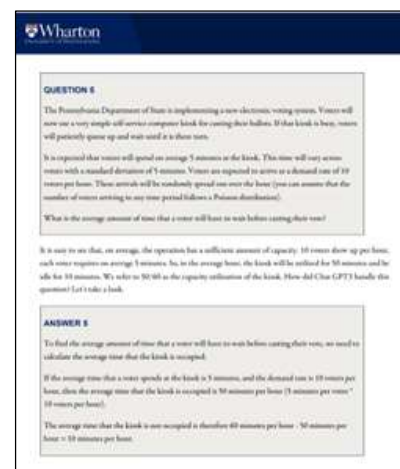 Wharton
UNIVERSITY of PENNSYLVANIA
QUESTION 5
The Pennsylvania Department of State is implementing a new electronic voting system. Voters will
now use a very simple self-service computer kiosk for casting their ballots. If that kiosk is busy, voters
will patiently queue up and wait until it is there turn.
It is expected that voters will spend on average 5 minutes at the kiosk. This time will vary across
voters with a standard deviation of 5 minutes. Voters are expected to arrive at a demand rate of 10
voters per hour. These arrivals will be randomly spread out over the hour (you can assume that the
number of voters arriving in any time period follows a Poisson distribution).
What is the average amount of time that a voter will have to wait before casting their vote?
It is easy to see that, on average, the operation has a sufficient amount of capacity. 10 voters show up per hour,
each voter requires on average 5 minutes. So, in the average hour, the kiosk will be utilized for 50 minutes and be
idle for 10 minutes. We refer to 50/60 as the capacity utilization of the kiosk. How did Chat GPT3 handle this
question? Let's take a look.
ANSWER 5
To find the average amount of time that a voter will have to wait before casting their vote, we need to
calculate the average time that the kiosk is occupied.
If the average time that a voter spends at the kiosk is 5 minutes, and the demand rate is 10 voters per
hour, then the average time that the kiosk is occupied is 50 minutes per hour (5 minutes per voter *
10 voters per hour).
The average time that the kiosk is not occupied is therefore 60 minutes per hour - 50 minutes per
hour = 10 minutes per hour.